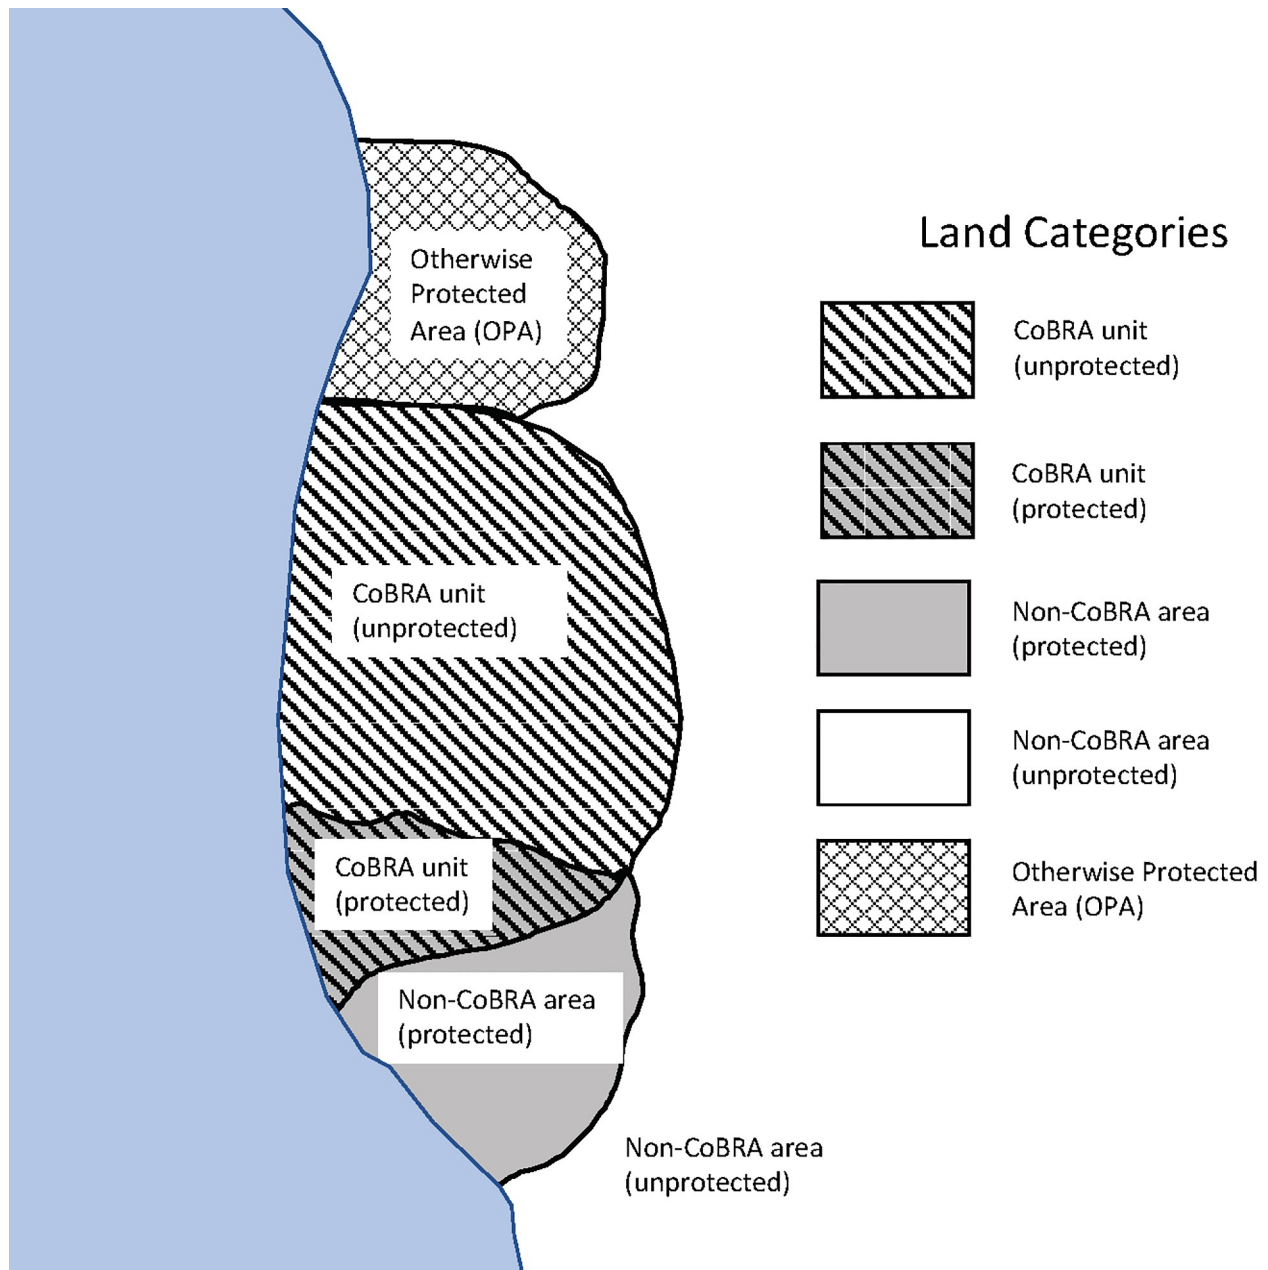 Otherwise
Protected
Area (OPA)
CoBRA unit
(unprotected)
CoBRA unit
(protected)
Non-CoBRA area
(protected)
Non-CoBRA area
(unprotected)
Land Categories
CoBRA unit
(unprotected)
CoBRA unit
(protected)
Non-CoBRA area
(protected)
Non-CoBRA area
(unprotected)
Otherwise Protected
Area (OPA)